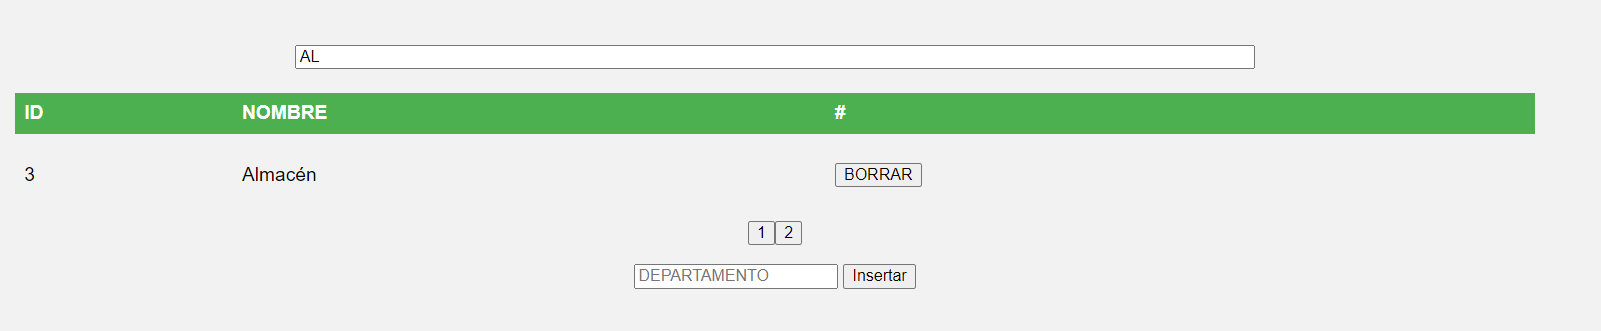 AL
ID NOMBRE #
3 Almacén BORRAR
1 2
DEPARTAMENTO Insertar